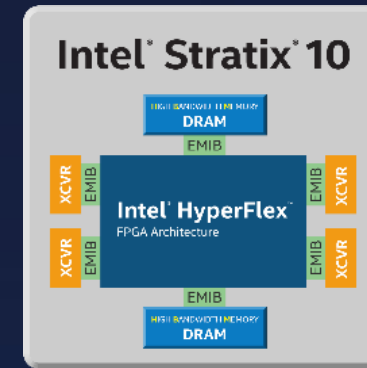 Intel® Stratix® 10
HIGH BANDWIDTH MEMORY
DRAM
EMIB
XCVR
EMIB
EMIB
XCVR
Intel® HyperFlex™
FPGA Architecture
XCVR
EMIB
EMIB
XCVR
EMIB
HIGH BANDWIDTH MEMORY
DRAM